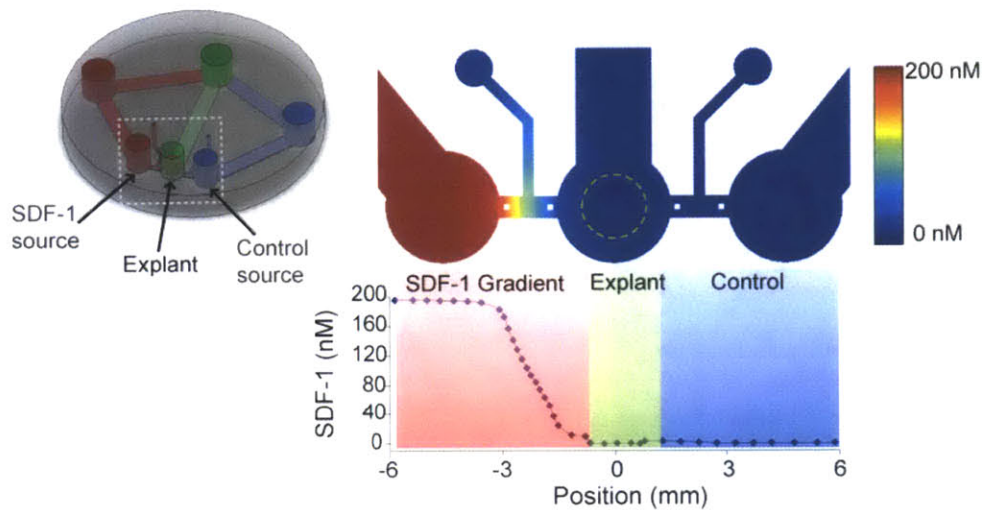 SDF-1
source
Explant
Control
source
200 nM
0 nM
SDF-1 Gradient
Explant
Control
SDF-1 (nM)
200
160
120
80
40
0
-6
-3
0
3
6
Position (mm)